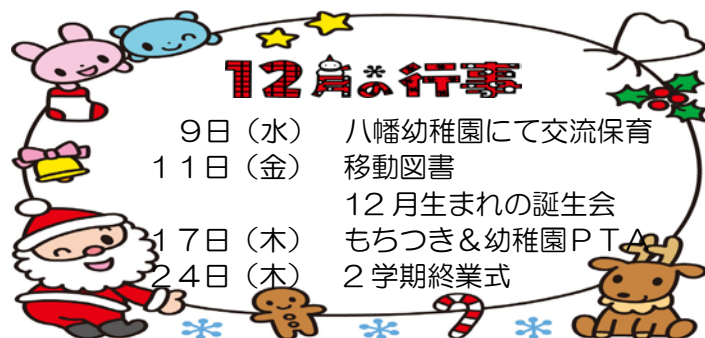 12月の行事
９日（水）　八幡幼稚園にて交流保育
１１日（金）　移動図書
12月生まれの誕生会
１７日（木）　もちつき＆幼稚園ＰＴＡ
２４日（木）　２学期終業式